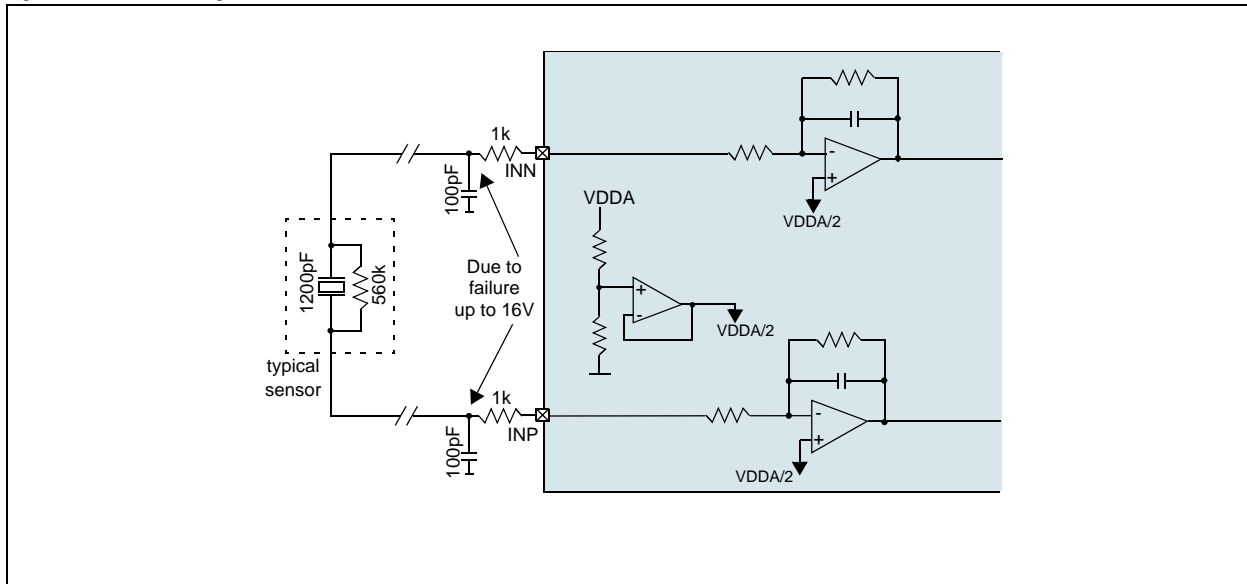 1k
INN
100pF
VDDA/2
VDDA
1200pF
560k
Due to
failure
up to 16V
VDDA/2
typical
sensor
1k
INP
100pF
VDDA/2